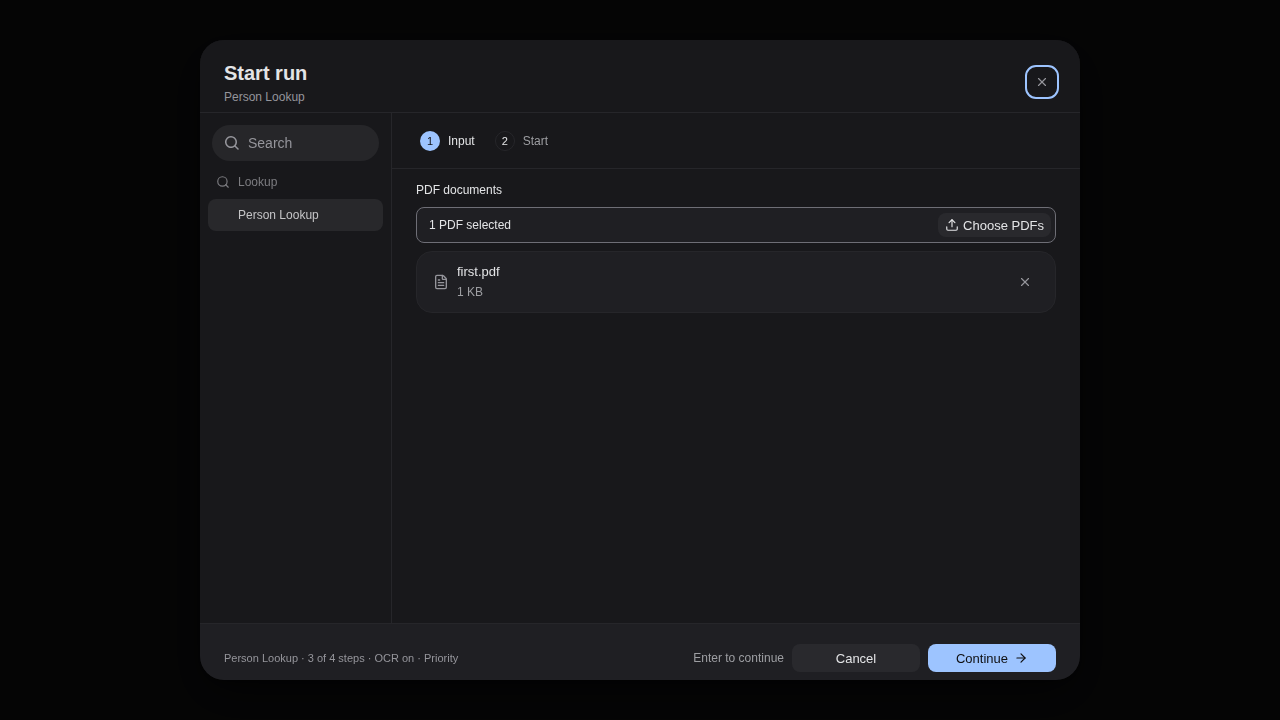 Start run
Person Lookup
Search
Lookup
Person Lookup
1 Input 2 Start
PDF documents
1 PDF selected Choose PDFs
first.pdf
1 KB
Person Lookup · 3 of 4 steps · OCR on · Priority Enter to continue Cancel Continue